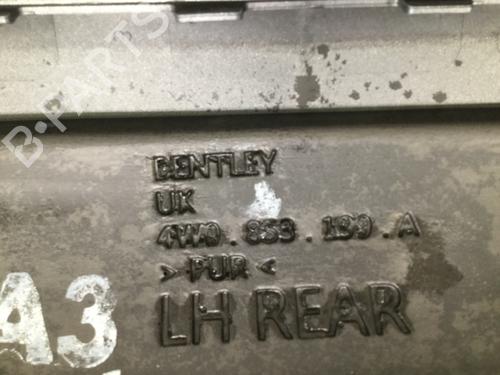 B-PARTS
BENTLEY
UK
4W0.853.189.A
>PUR<
LH REAR
A3